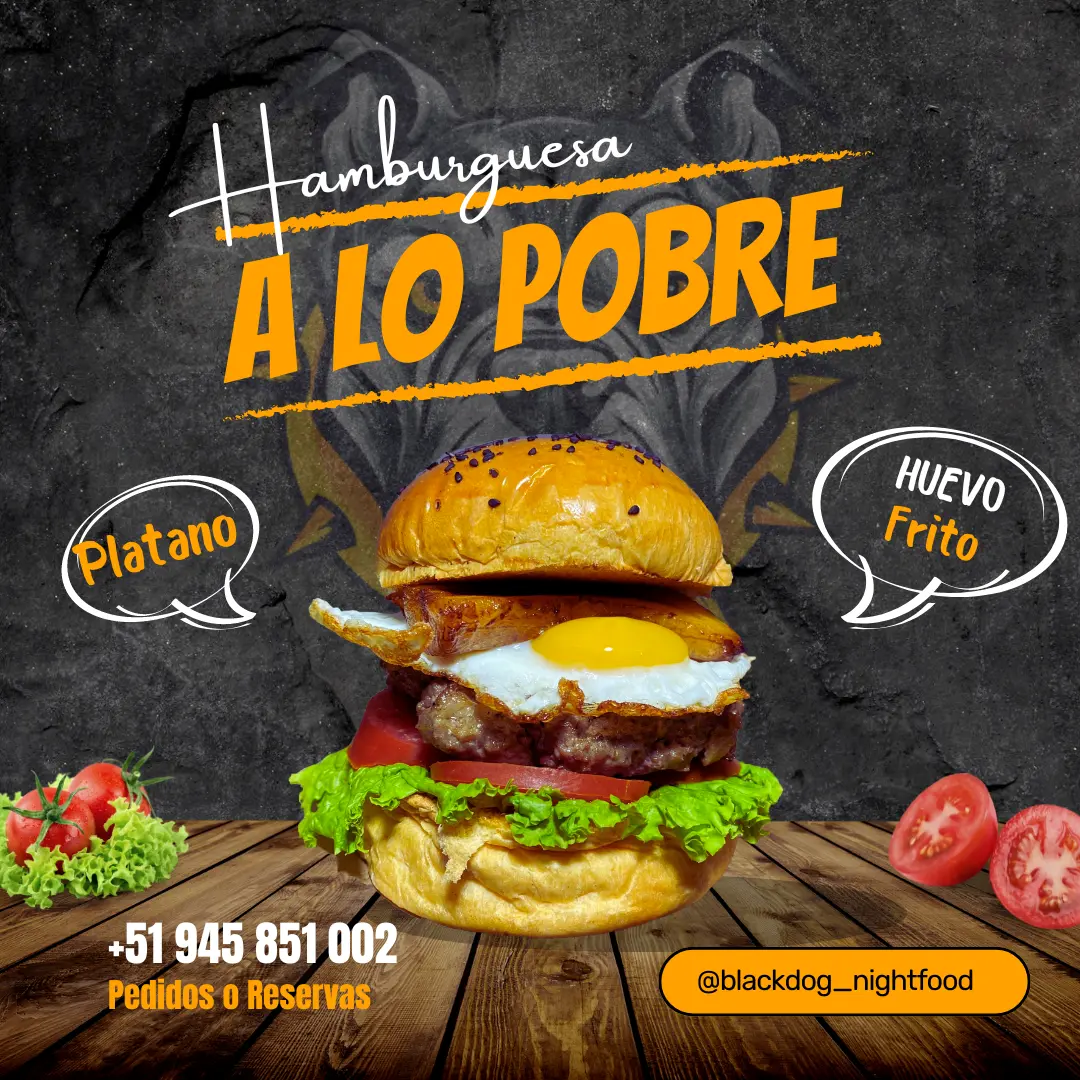 Hamburguesa
A LO POBRE
Platano
HUEVO
Frito
+51 945 851 002
Pedidos o Reservas
@blackdog_nightfood